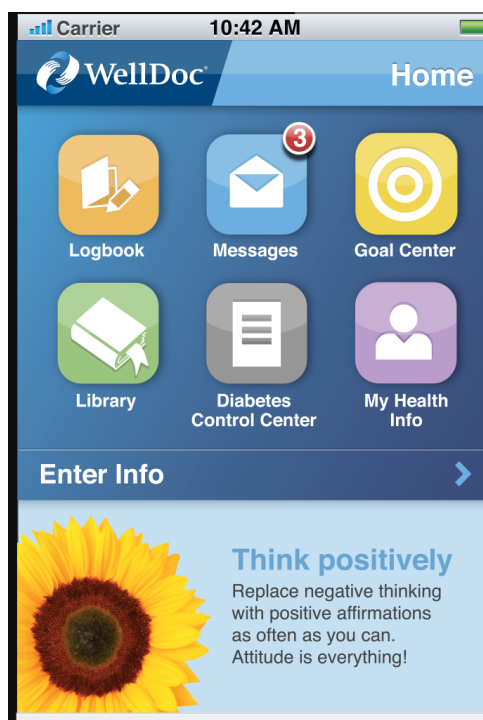 Carrier 10:42 AM
WellDoc® Home
3
Logbook Messages Goal Center
Library Diabetes Control Center My Health Info
Enter Info
Think positively
Replace negative thinking
with positive affirmations
as often as you can.
Attitude is everything!